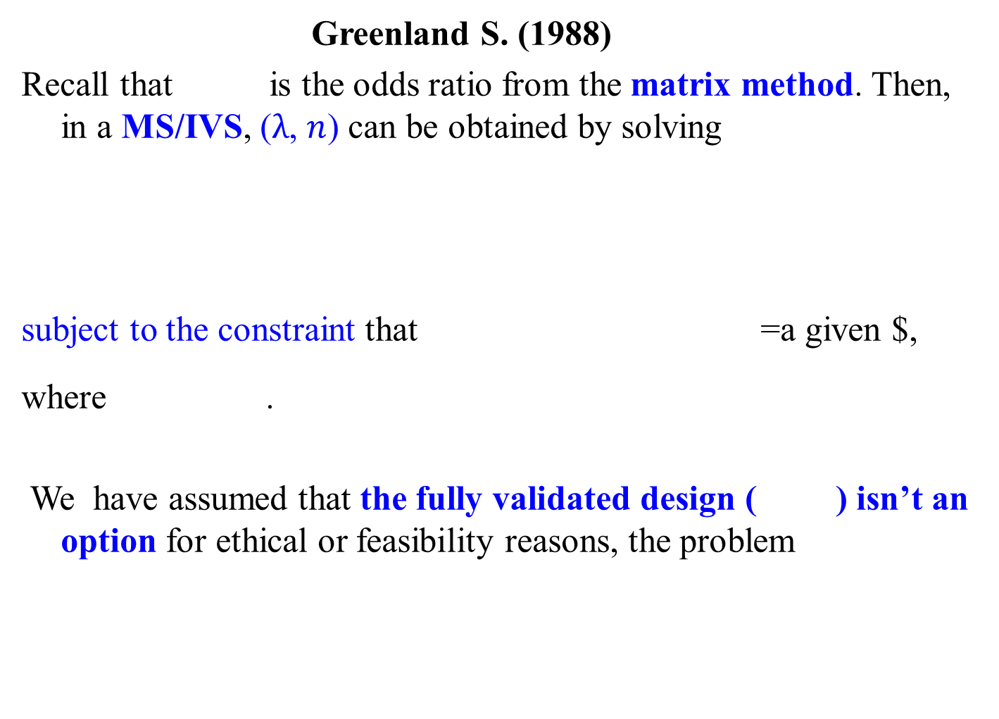 Greenland S. (1988)
Recall that is the odds ratio from the matrix method. Then,
in a MS/IVS, (λ, n) can be obtained by solving
subject to the constraint that =a given $,
where .
We have assumed that the fully validated design ( ) isn’t an
option for ethical or feasibility reasons, the problem